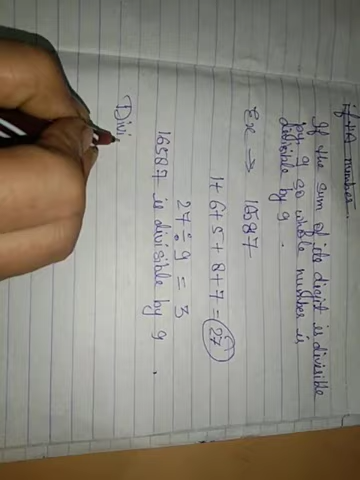 If the sum of its digit is divisible
by 9 so whole number is
divisible by 9.
Ex ⇒ 16587
1+6+5+8+7 = 27
27 ÷ 9 = 3
16587 is divisible by 9.
Divi